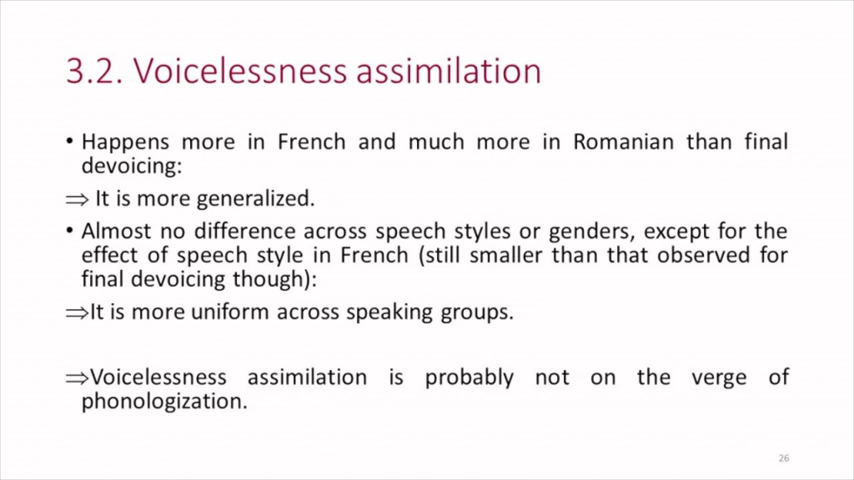 3.2. Voicelessness assimilation
• Happens more in French and much more in Romanian than final
devoicing:
⇒ It is more generalized.
• Almost no difference across speech styles or genders, except for the
effect of speech style in French (still smaller than that observed for
final devoicing though):
⇒It is more uniform across speaking groups.
⇒Voicelessness assimilation is probably not on the verge of
phonologization.
26